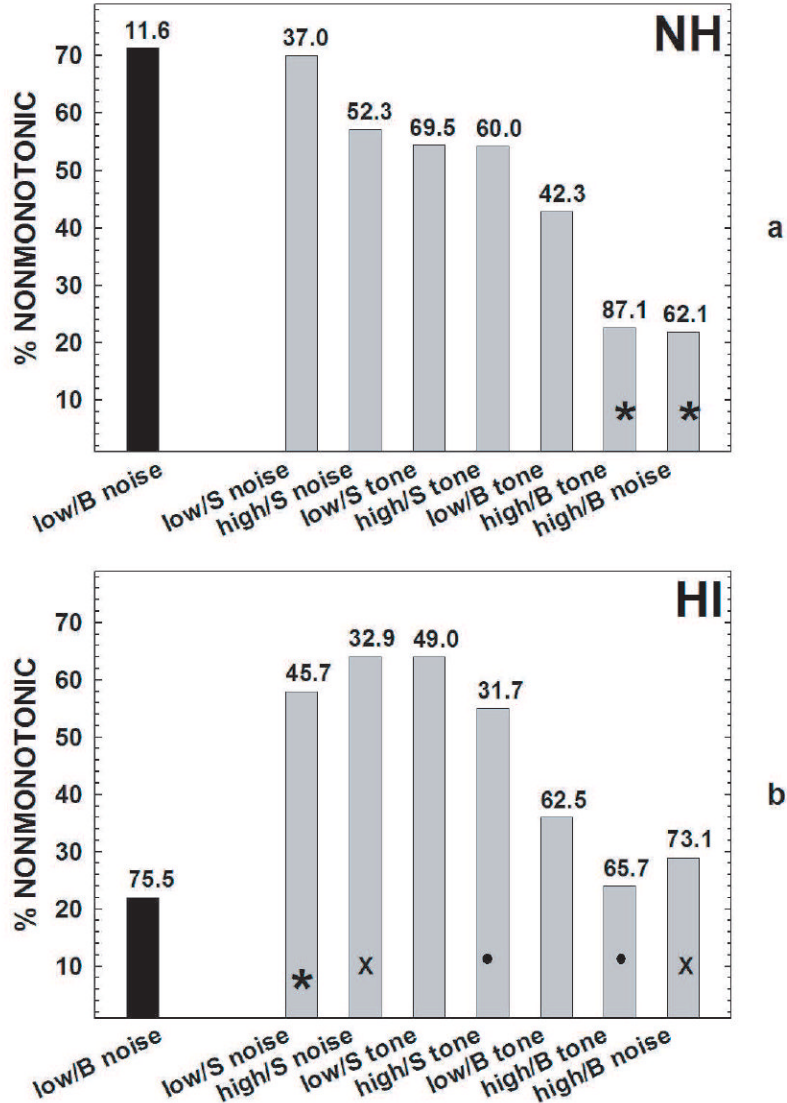 NH
11.6
37.0
52.3
69.5
60.0
42.3
87.1
62.1
70
60
50
40
30
20
10
% NONMONOTONIC
* *
low/B noise
low/S noise
high/S noise
low/S tone
high/S tone
low/B tone
high/B tone
high/B noise
a
HI
75.5
45.7
32.9
49.0
31.7
62.5
65.7
73.1
70
60
50
40
30
20
10
% NONMONOTONIC
* x • • x
low/B noise
low/S noise
high/S noise
low/S tone
high/S tone
low/B tone
high/B tone
high/B noise
b